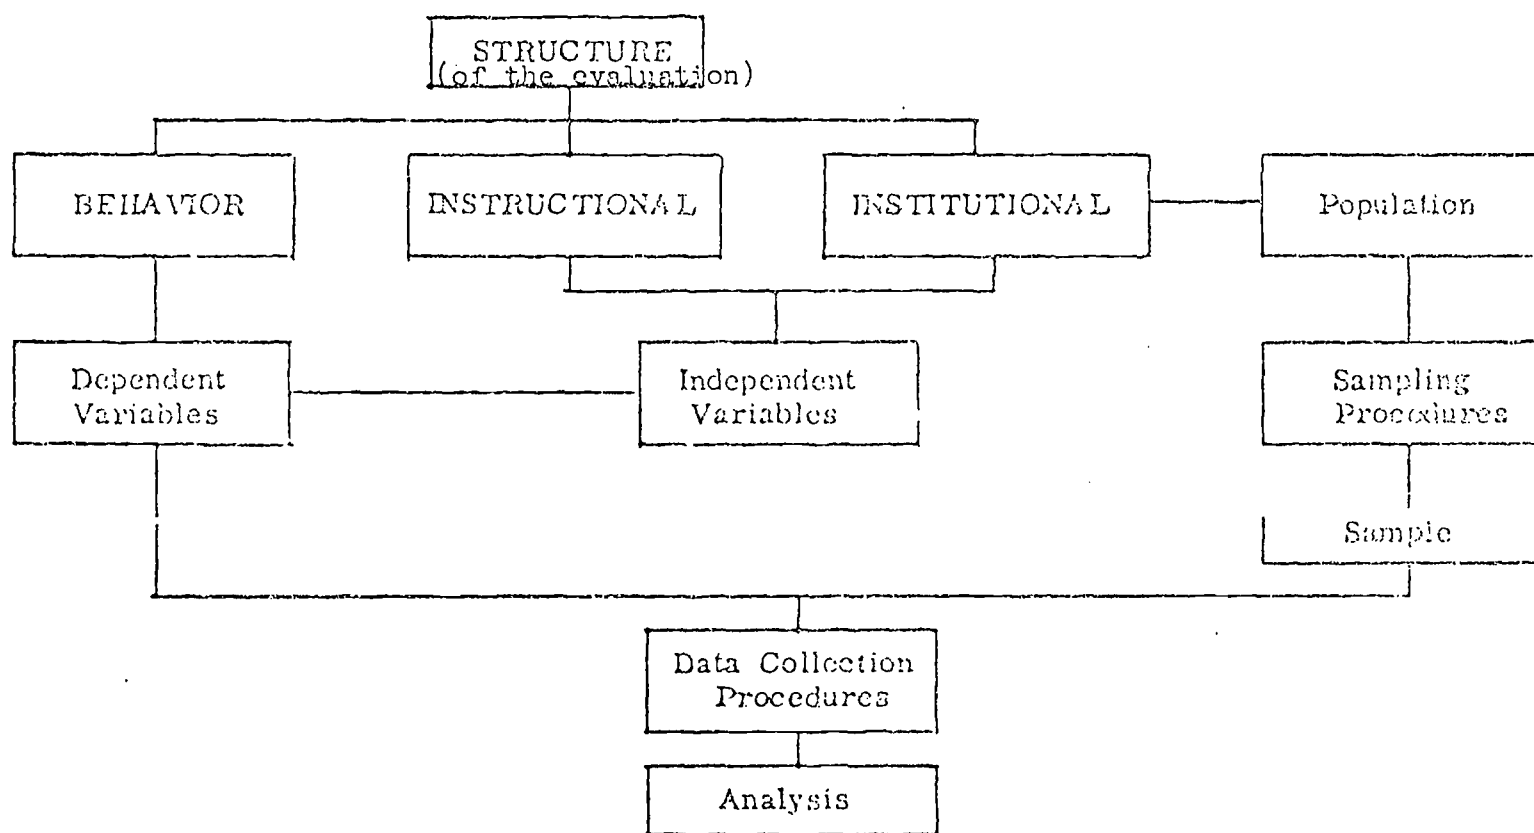 STRUCTURE
(of the evaluation)
BEHAVIOR
INSTRUCTIONAL
INSTITUTIONAL
Population
Dependent
Variables
Independent
Variables
Sampling
Procedures
Sample
Data Collection
Procedures
Analysis